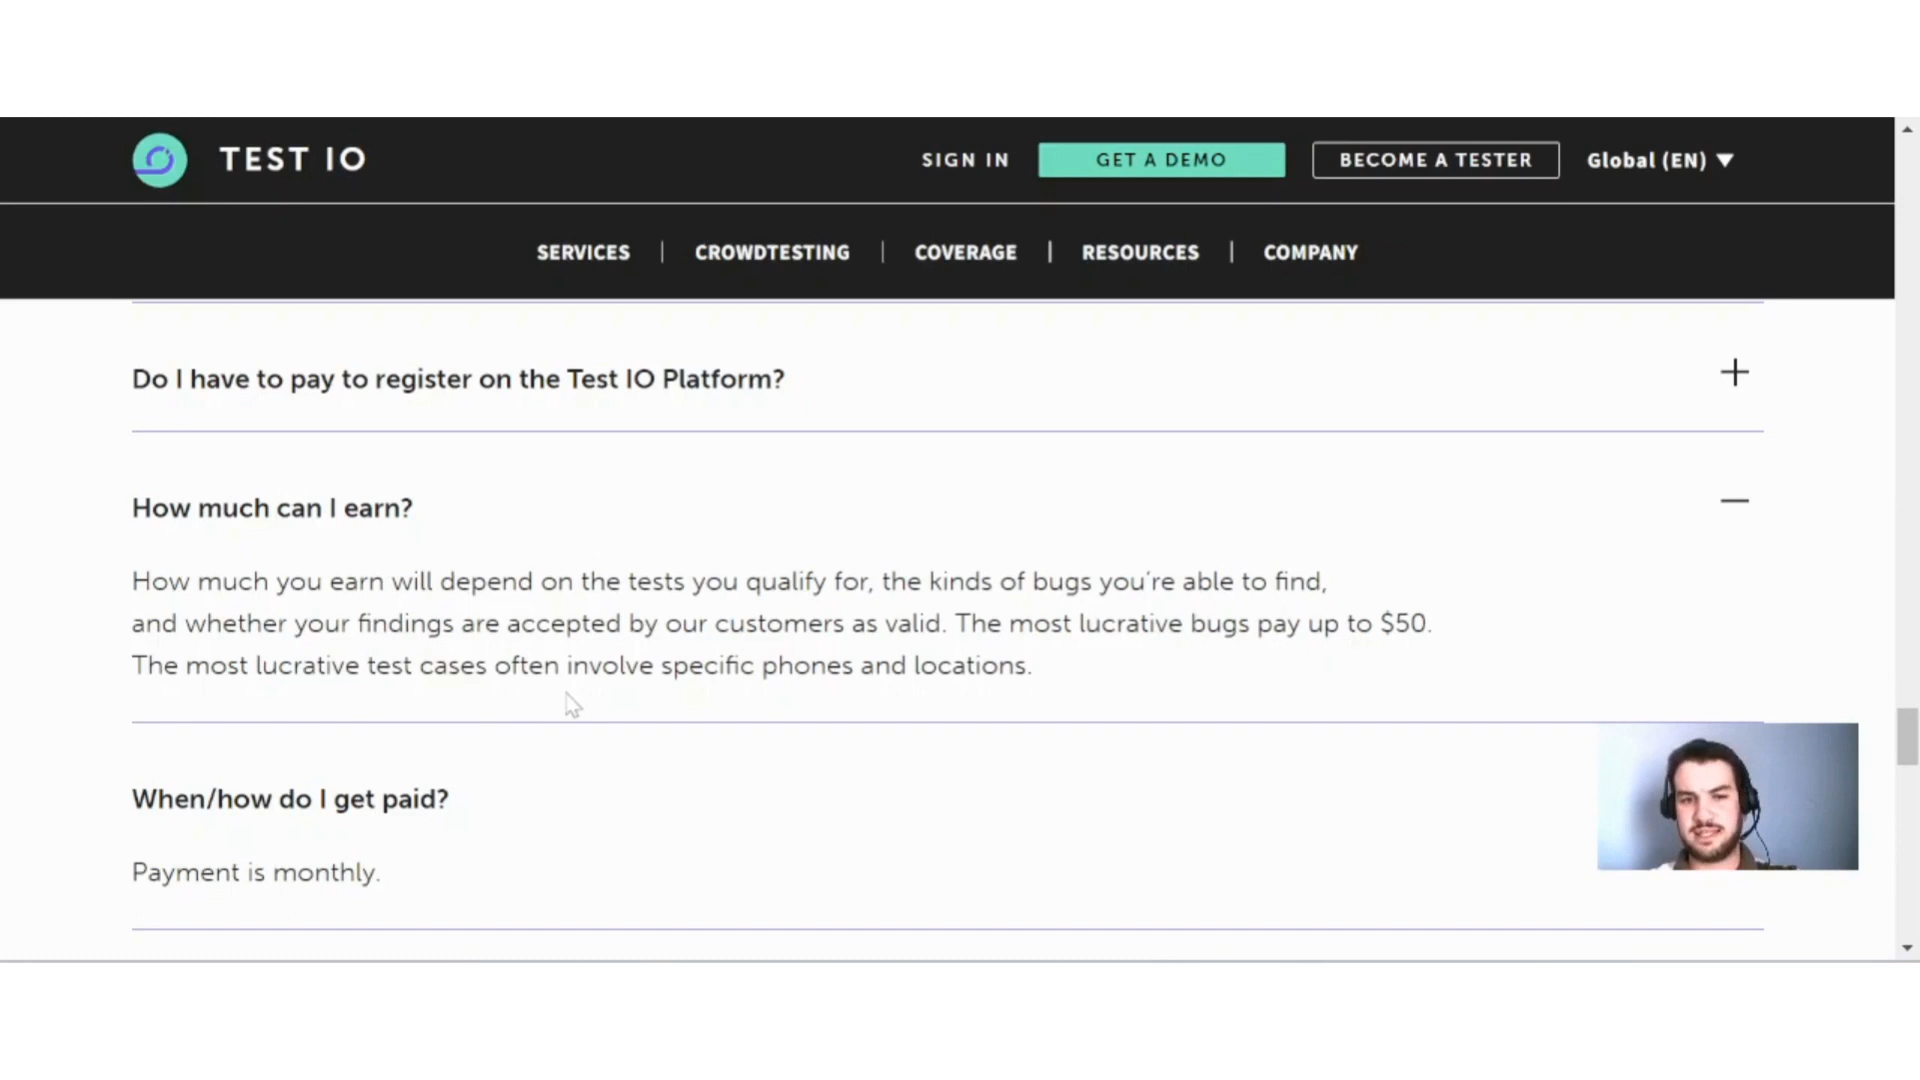 TEST IO
SIGN IN
GET A DEMO
BECOME A TESTER
Global (EN)
SERVICES | CROWDTESTING | COVERAGE | RESOURCES | COMPANY
Do I have to pay to register on the Test IO Platform?
How much can I earn?
How much you earn will depend on the tests you qualify for, the kinds of bugs you're able to find,
and whether your findings are accepted by our customers as valid. The most lucrative bugs pay up to $50.
The most lucrative test cases often involve specific phones and locations.
When/how do I get paid?
Payment is monthly.